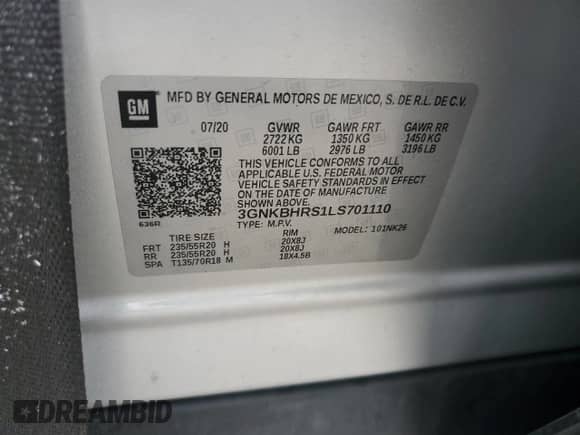 GM
MFD BY GENERAL MOTORS DE MEXICO, S. DE R.L. DE C.V.
07/20 GVWR GAWR FRT GAWR RR
2722 KG 1350 KG 1450 KG
6001 LB 2976 LB 3196 LB
THIS VEHICLE CONFORMS TO ALL
APPLICABLE U.S. FEDERAL MOTOR
VEHICLE SAFETY STANDARDS IN EFFECT
ON THE DATE OF MANUFACTURE
SHOWN ABOVE.
3GNKBHRS1LS701110
636R
TYPE: M.P.V. MODEL: 101NK26
TIRE SIZE RIM
FRT 235/55R20 H 20X8J
RR 235/55R20 H 20X8J
SPA T135/70R18 M 18X4.5B
DREAMBID